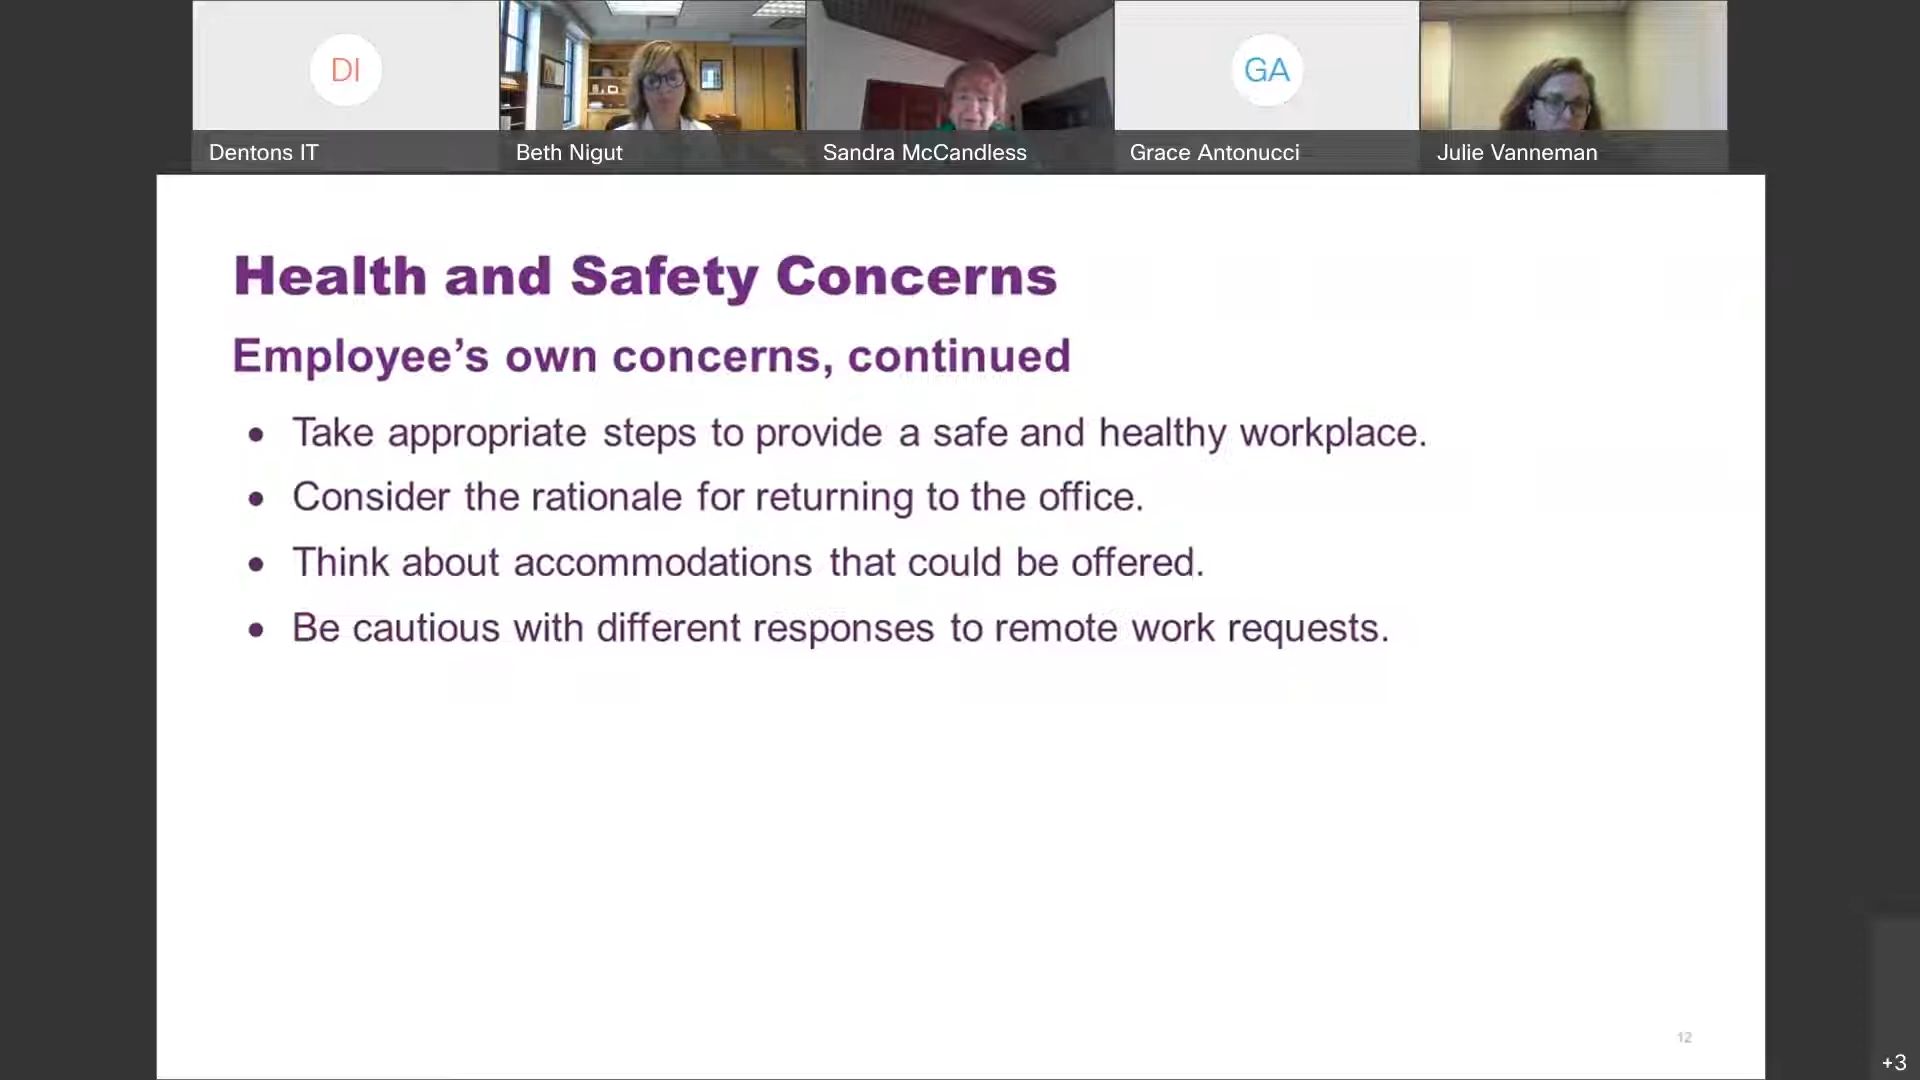 DI
GA
Dentons IT
Beth Nigut
Sandra McCandless
Grace Antonucci
Julie Vanneman
Health and Safety Concerns
Employee’s own concerns, continued
• Take appropriate steps to provide a safe and healthy workplace.
• Consider the rationale for returning to the office.
• Think about accommodations that could be offered.
• Be cautious with different responses to remote work requests.
12
+3